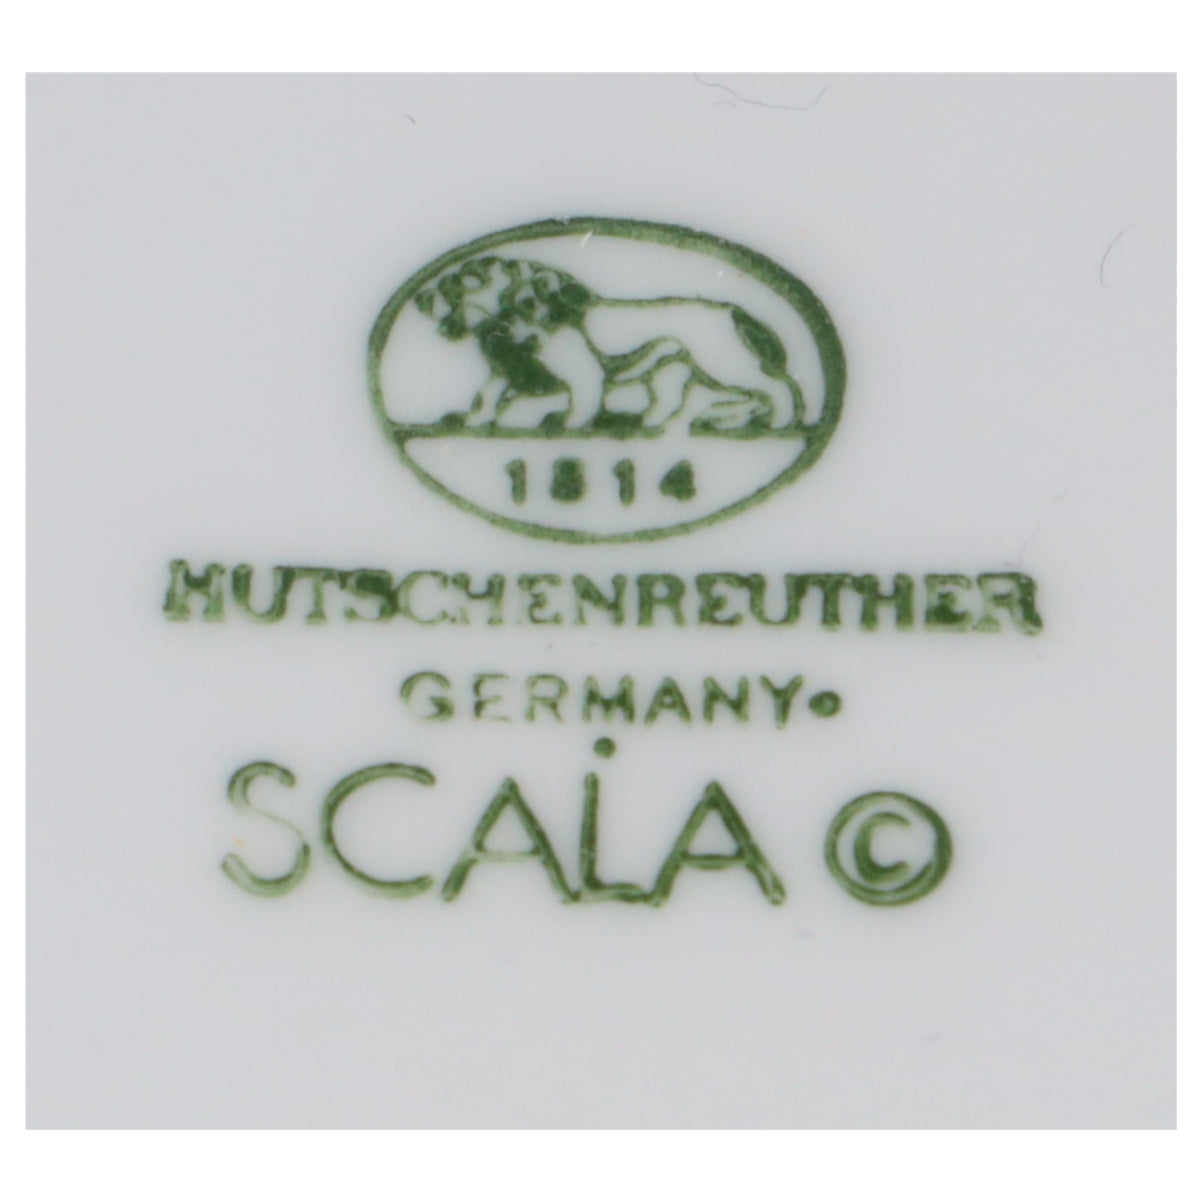 1814
HUTSCHENREUTHER
GERMANY
SCALA ©